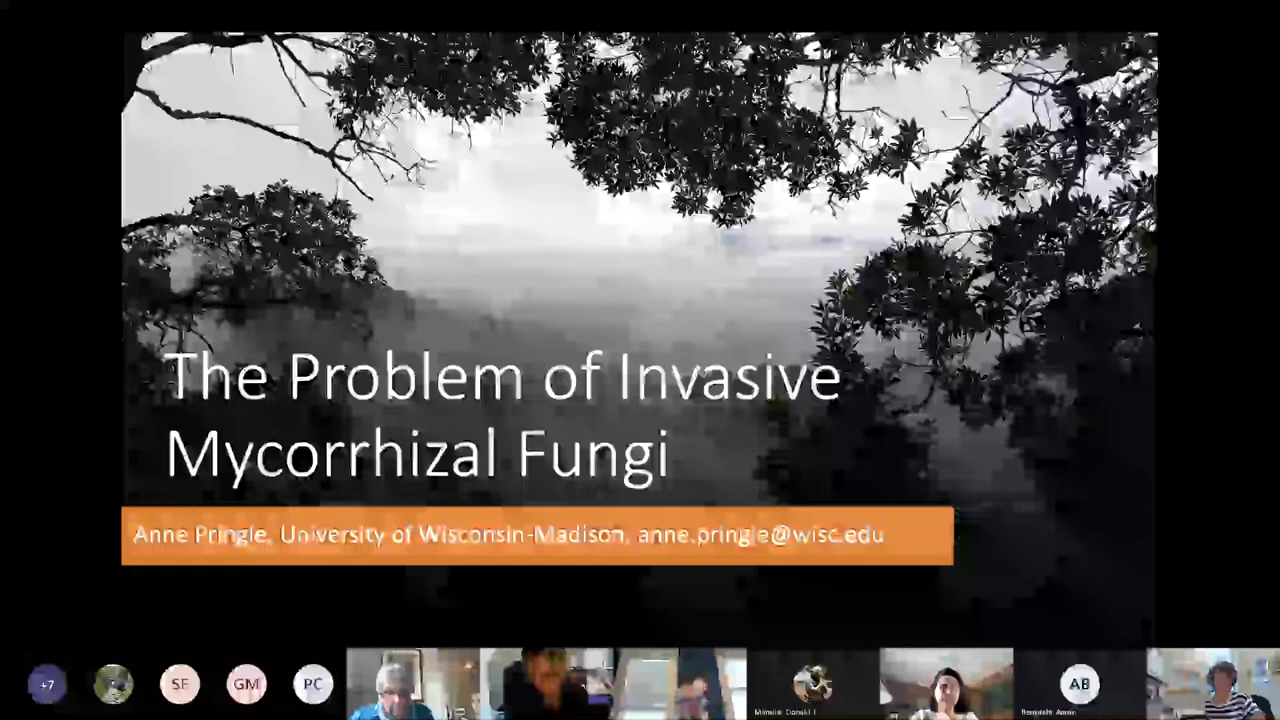 The Problem of Invasive
Mycorrhizal Fungi
Anne Pringle, University of Wisconsin-Madison, anne.pringle@wisc.edu
+7
SE
GM
PC
AB